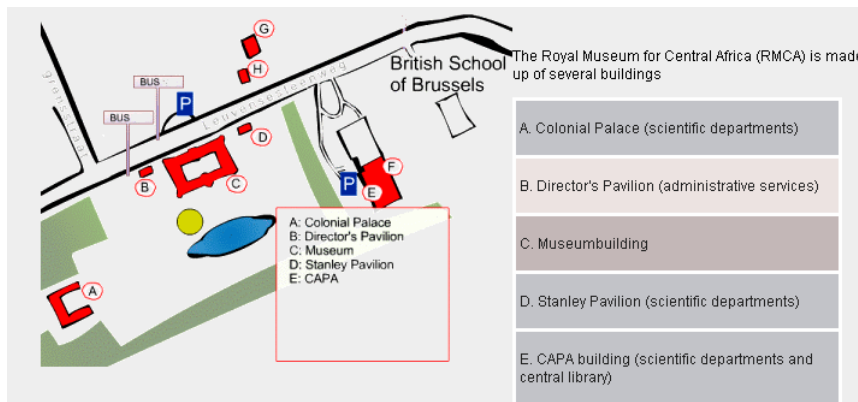 G
H
British School
of Brussels
grensstraat
BUS
P
BUS
Leuvensesteenweg
D
F
B
C
P
E
A
A: Colonial Palace
B: Director's Pavilion
C: Museum
D: Stanley Pavilion
E: CAPA
The Royal Museum for Central Africa (RMCA) is made
up of several buildings
A. Colonial Palace (scientific departments)
B. Director's Pavilion (administrative services)
C. Museumbuilding
D. Stanley Pavilion (scientific departments)
E. CAPA building (scientific departments and
central library)